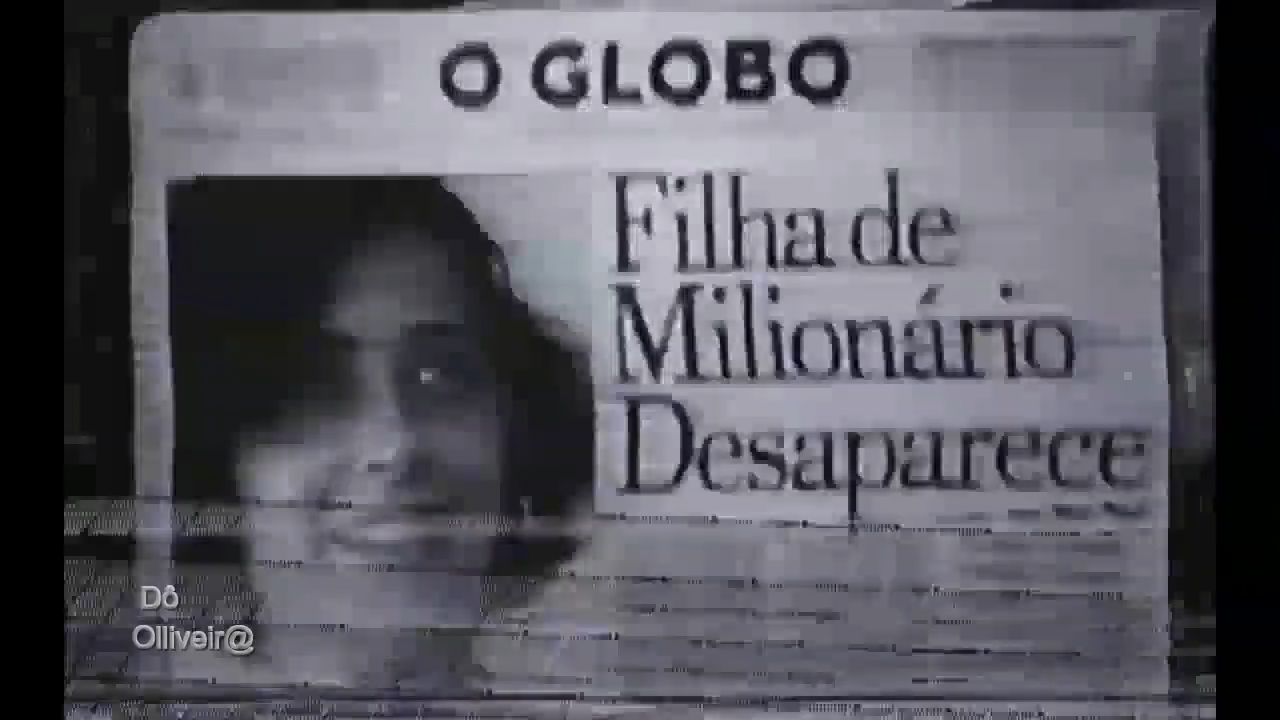 O GLOBO
Filha de
Milionário
Desaparece
Dô
Olliveir@